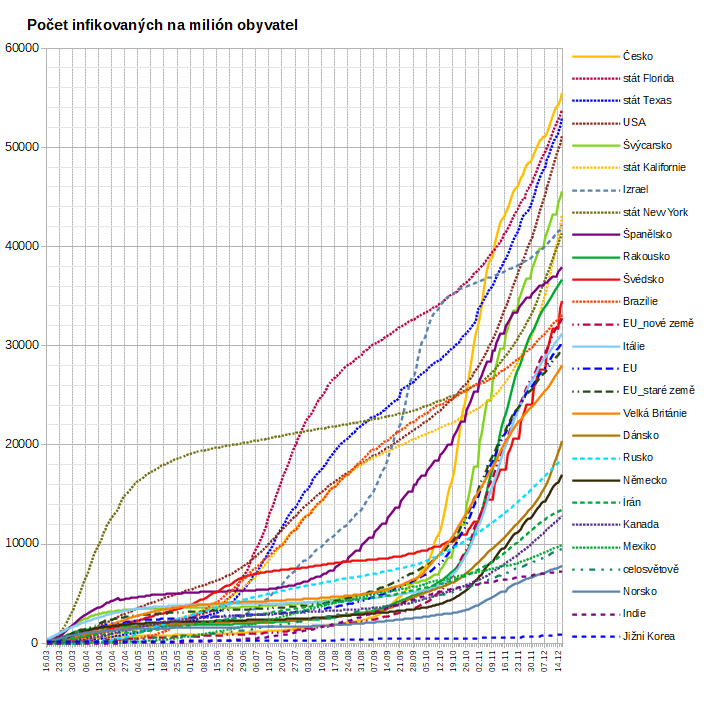 Počet infikovaných na milión obyvatel
60000
50000
40000
30000
20000
10000
0
16.03
23.03
30.03
06.04
13.04
20.04
27.04
04.05
11.05
18.05
25.05
01.06
08.06
15.06
22.06
29.06
06.07
13.07
20.07
27.07
03.08
10.08
17.08
24.08
31.08
07.09
14.09
21.09
28.09
05.10
12.10
19.10
26.10
02.11
09.11
16.11
23.11
30.11
07.12
14.12
Česko
stát Florida
stát Texas
USA
Švýcarsko
stát Kalifornie
Izrael
stát New York
Španělsko
Rakousko
Švédsko
Brazílie
EU_nové země
Itálie
EU
EU_staré země
Velká Británie
Dánsko
Rusko
Německo
Irán
Kanada
Mexiko
celosvětově
Norsko
Indie
Jižní Korea